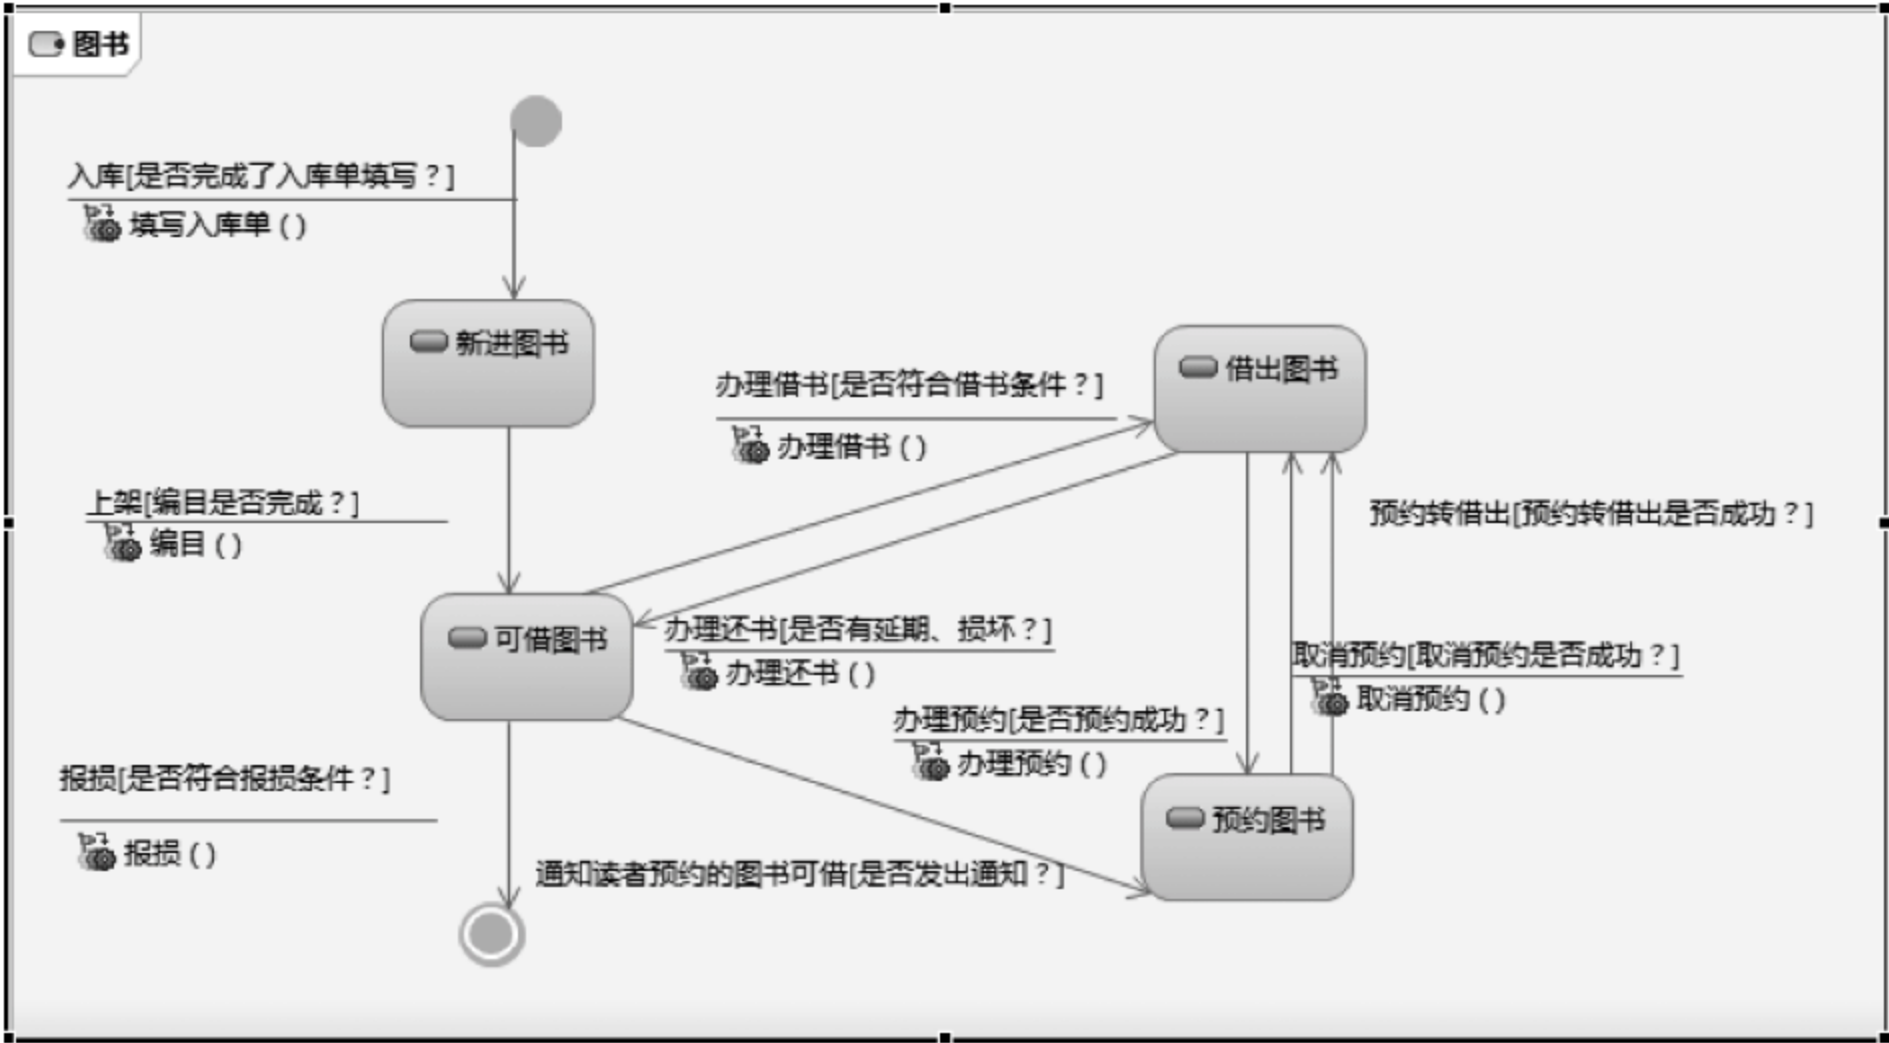 图书
入库[是否完成了入库单填写？]
填写入库单 ( )
新进图书
借出图书
办理借书[是否符合借书条件？]
办理借书 ( )
上架[编目是否完成？]
编目 ( )
预约转借出[预约转借出是否成功？]
可借图书
办理还书[是否有延期、损坏？]
办理还书 ( )
取消预约[取消预约是否成功？]
取消预约 ( )
办理预约[是否预约成功？]
办理预约 ( )
报损[是否符合报损条件？]
报损 ( )
预约图书
通知读者预约的图书可借[是否发出通知？]